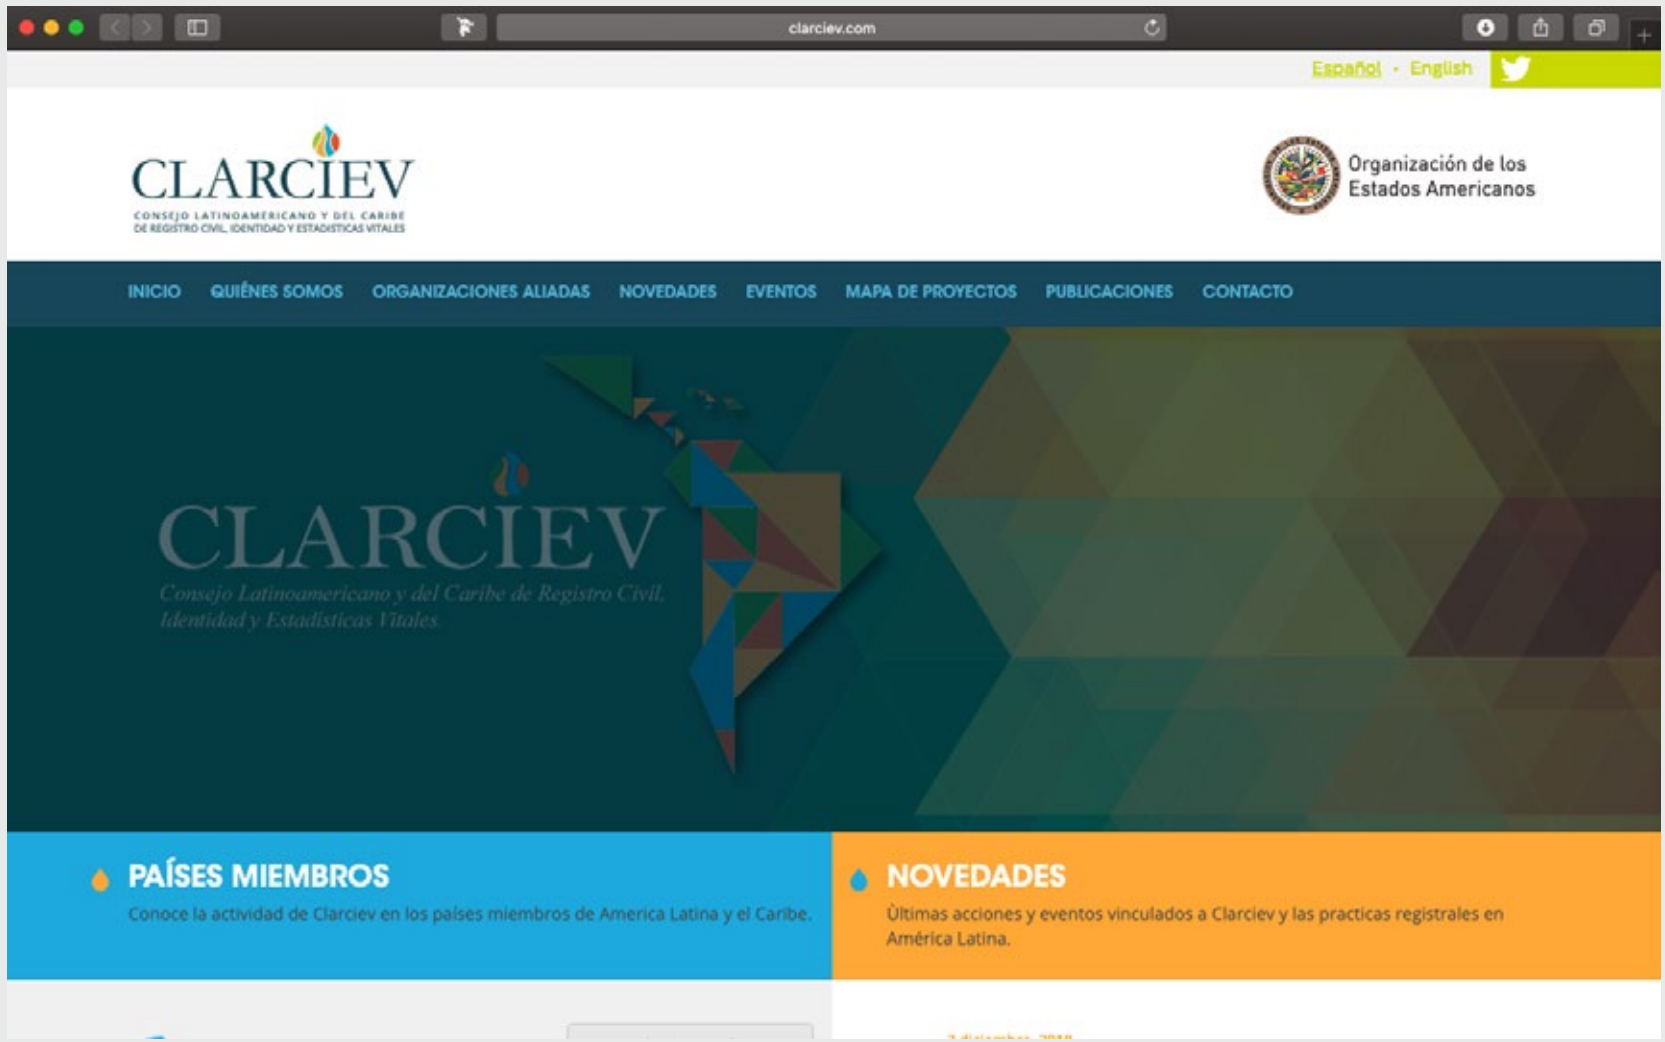 clarciev.com
Español · English
CLARCIEV
CONSEJO LATINOAMERICANO Y DEL CARIBE
DE REGISTRO CIVIL, IDENTIDAD Y ESTADISTICAS VITALES
Organización de los
Estados Americanos
INICIO QUIÉNES SOMOS ORGANIZACIONES ALIADAS NOVEDADES EVENTOS MAPA DE PROYECTOS PUBLICACIONES CONTACTO
CLARCIEV
Consejo Latinoamericano y del Caribe de Registro Civil,
Identidad y Estadísticas Vitales.
PAÍSES MIEMBROS
Conoce la actividad de Clarciev en los países miembros de America Latina y el Caribe.
NOVEDADES
Ùltimas acciones y eventos vinculados a Clarciev y las practicas registrales en
América Latina.